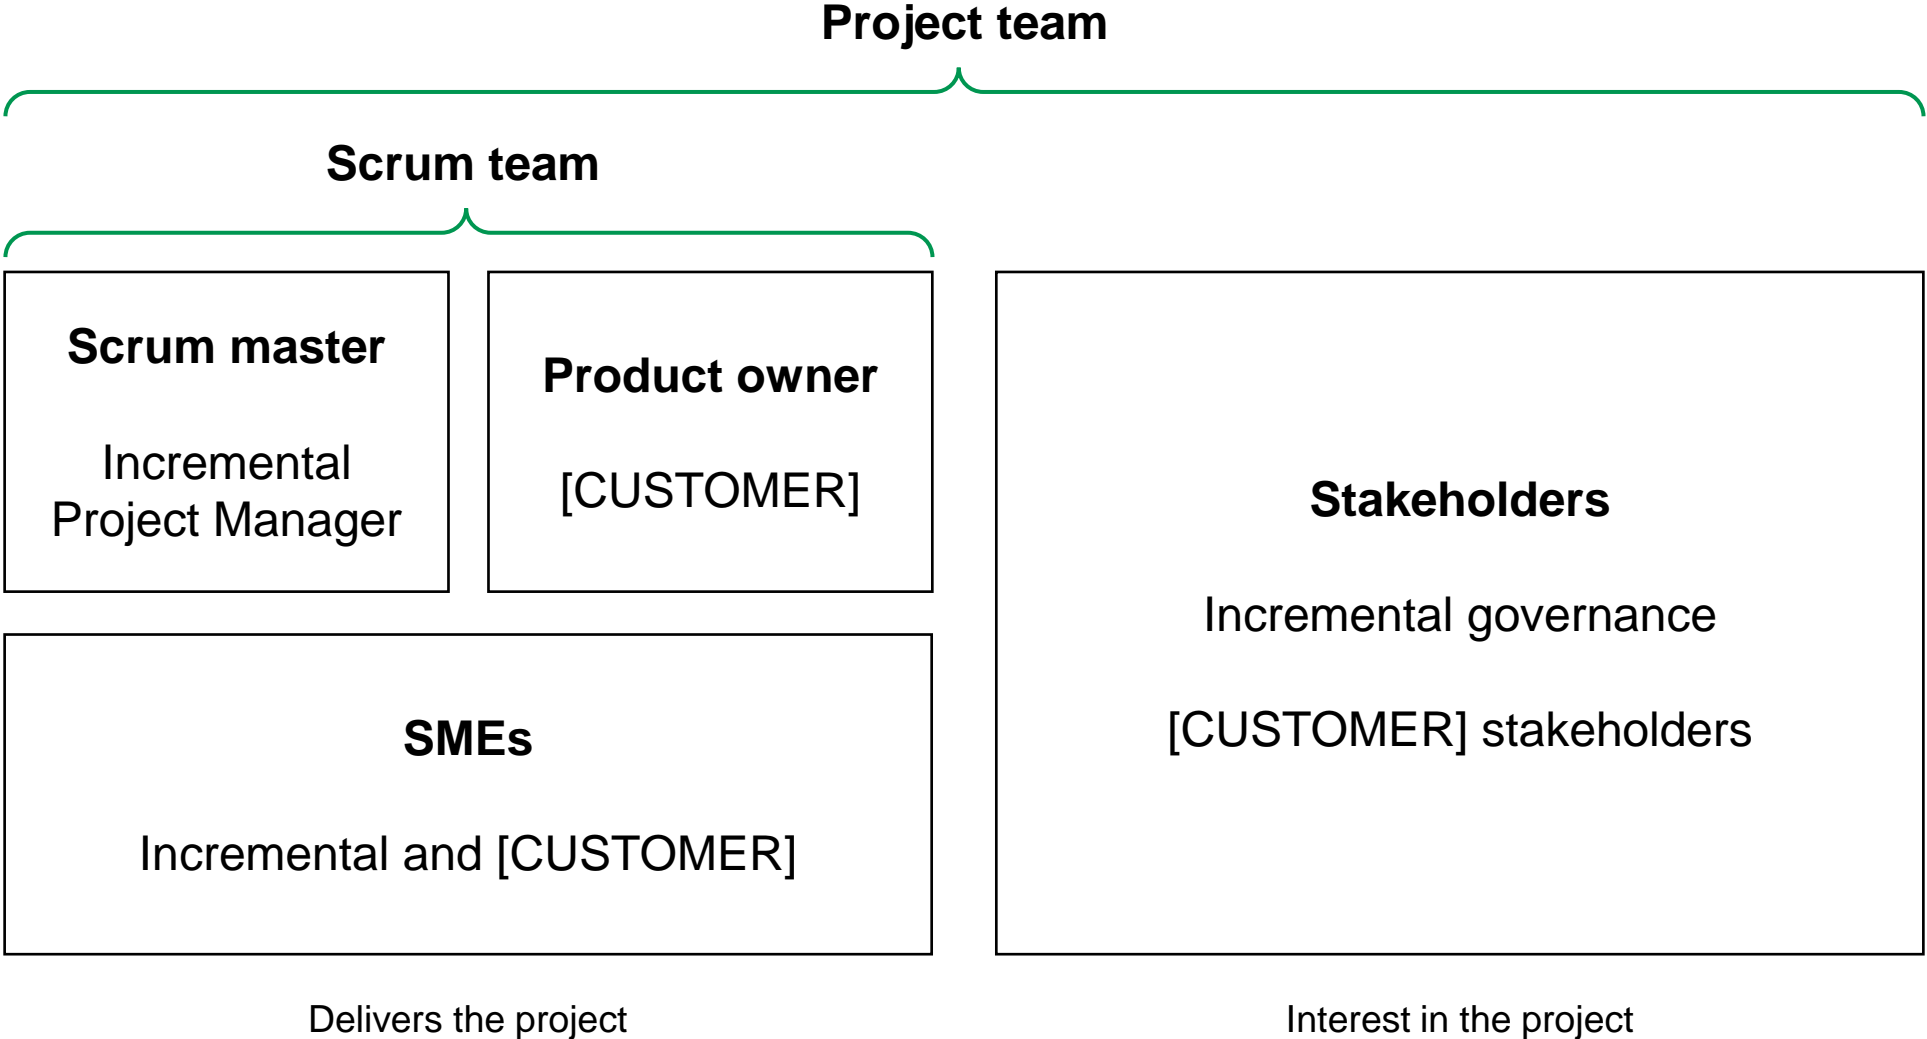 Project team
Scrum team
Scrum master
Incremental
Project Manager
Product owner
[CUSTOMER]
SMEs
Incremental and [CUSTOMER]
Stakeholders
Incremental governance
[CUSTOMER] stakeholders
Delivers the project
Interest in the project